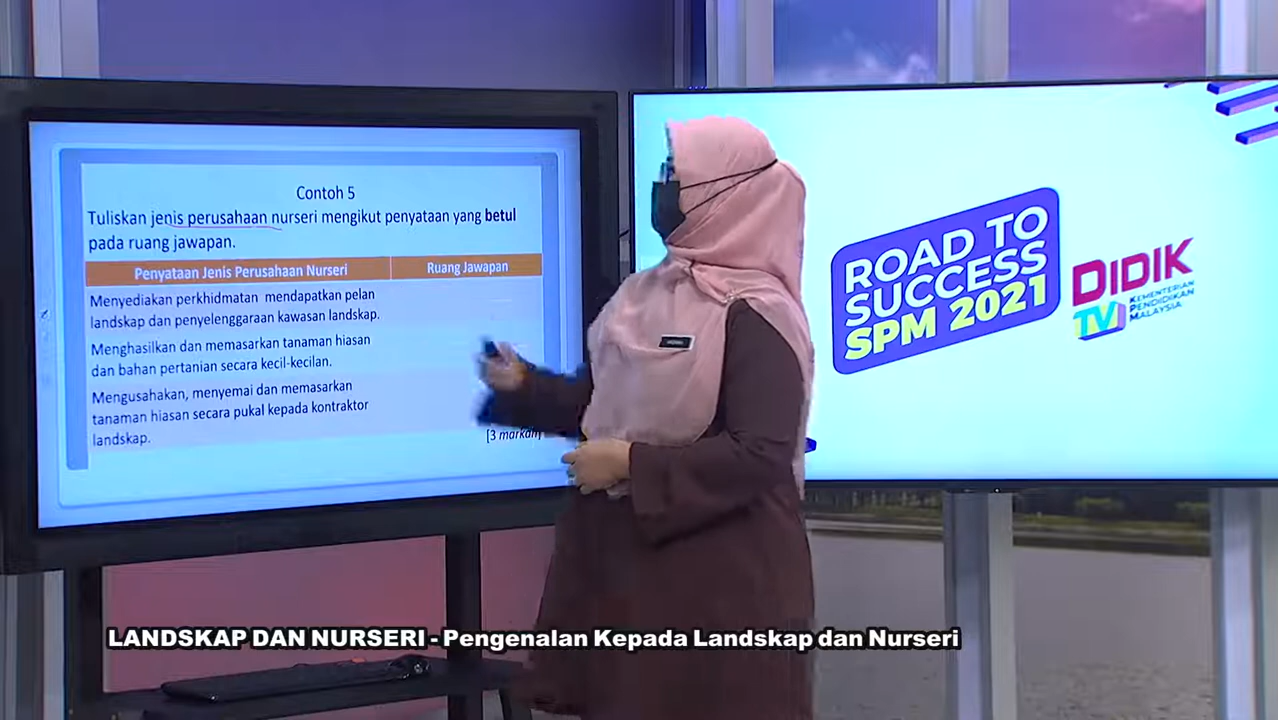 Contoh 5
Tuliskan jenis perusahaan nurseri mengikut penyataan yang betul
pada ruang jawapan.
Penyataan Jenis Perusahaan Nurseri
Ruang Jawapan
Menyediakan perkhidmatan mendapatkan pelan
landskap dan penyelenggaraan kawasan landskap.
Menghasilkan dan memasarkan tanaman hiasan
dan bahan pertanian secara kecil-kecilan.
Mengusahakan, menyemai dan memasarkan
tanaman hiasan secara pukal kepada kontraktor
landskap.
[3 markah]
ROAD TO
SUCCESS
SPM 2021
DIDIK
TV
KEMENTERIAN
PENDIDIKAN
MALAYSIA
LANDSKAP DAN NURSERI - Pengenalan Kepada Landskap dan Nurseri